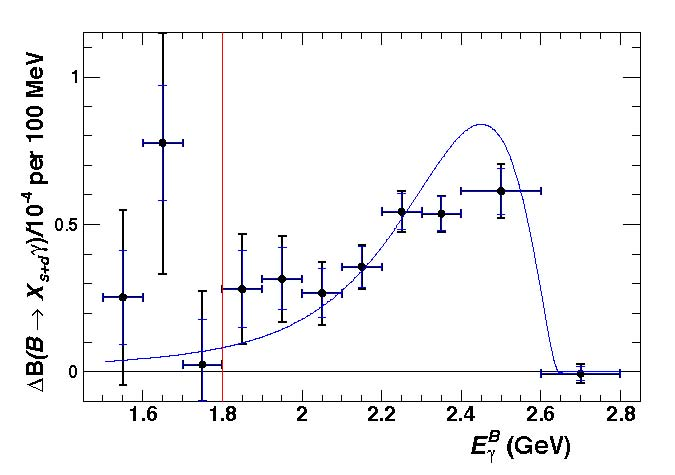 ΔB(B → X_{s+d}γ)/10^{-4} per 100 MeV
1
0.5
0
1.6 1.8 2 2.2 2.4 2.6 2.8
E_γ^B (GeV)